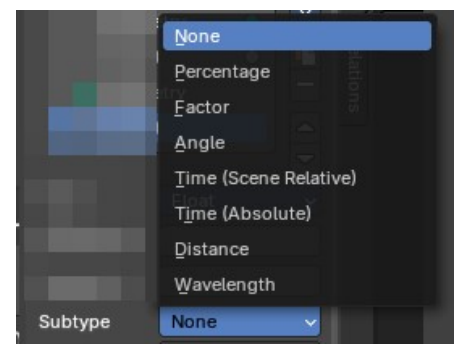 None
Percentage
Factor
Angle
Time (Scene Relative)
Time (Absolute)
Distance
Wavelength
Subtype
None